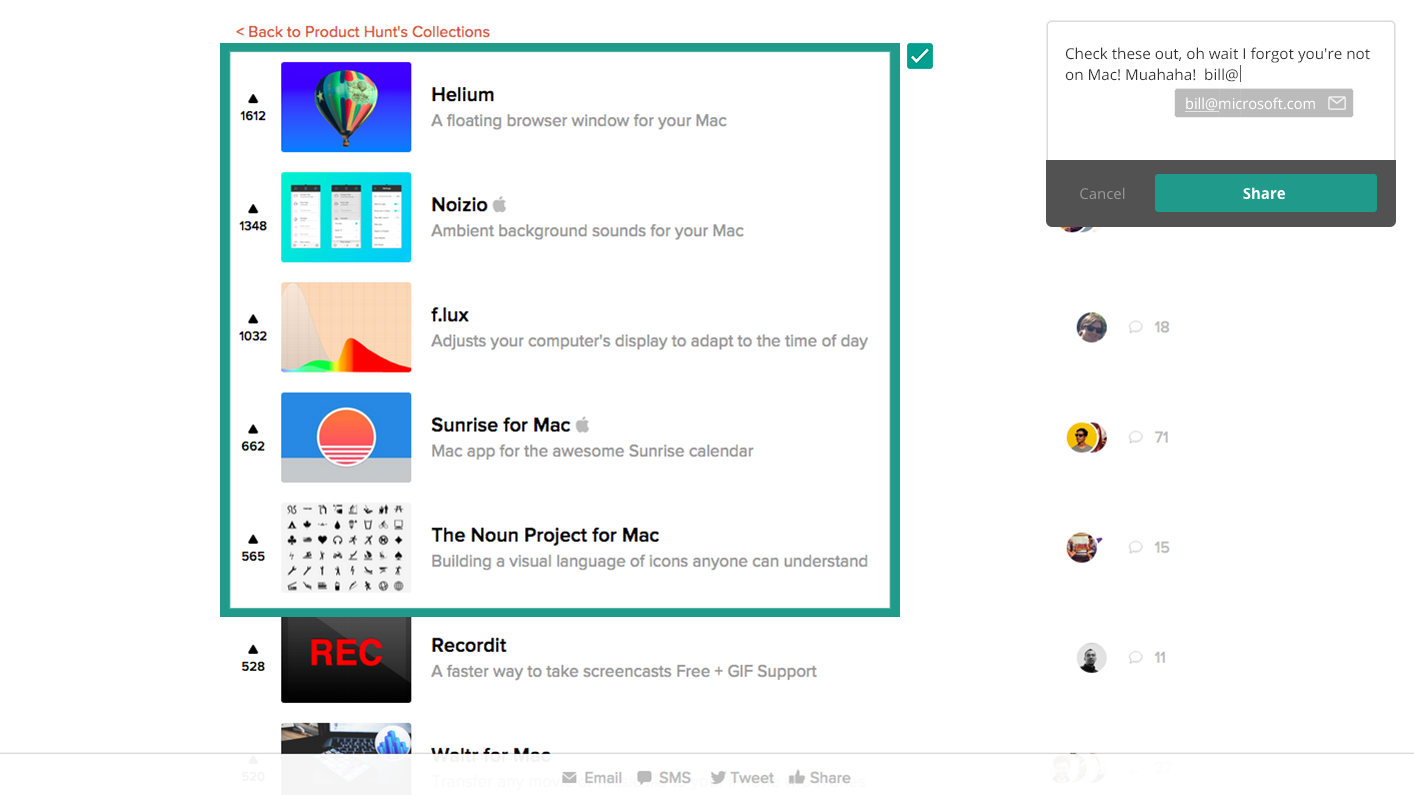 < Back to Product Hunt's Collections
1612
Helium
A floating browser window for your Mac
1348
Noizio
Ambient background sounds for your Mac
1032
f.lux
Adjusts your computer's display to adapt to the time of day
18
662
Sunrise for Mac
Mac app for the awesome Sunrise calendar
71
565
The Noun Project for Mac
Building a visual language of icons anyone can understand
15
528
REC
Recordit
A faster way to take screencasts Free + GIF Support
11
520
Waltr for Mac
Transfer any
Email SMS Tweet Share
Check these out, oh wait I forgot you're not
on Mac! Muahaha! bill@
bill@microsoft.com
Cancel
Share